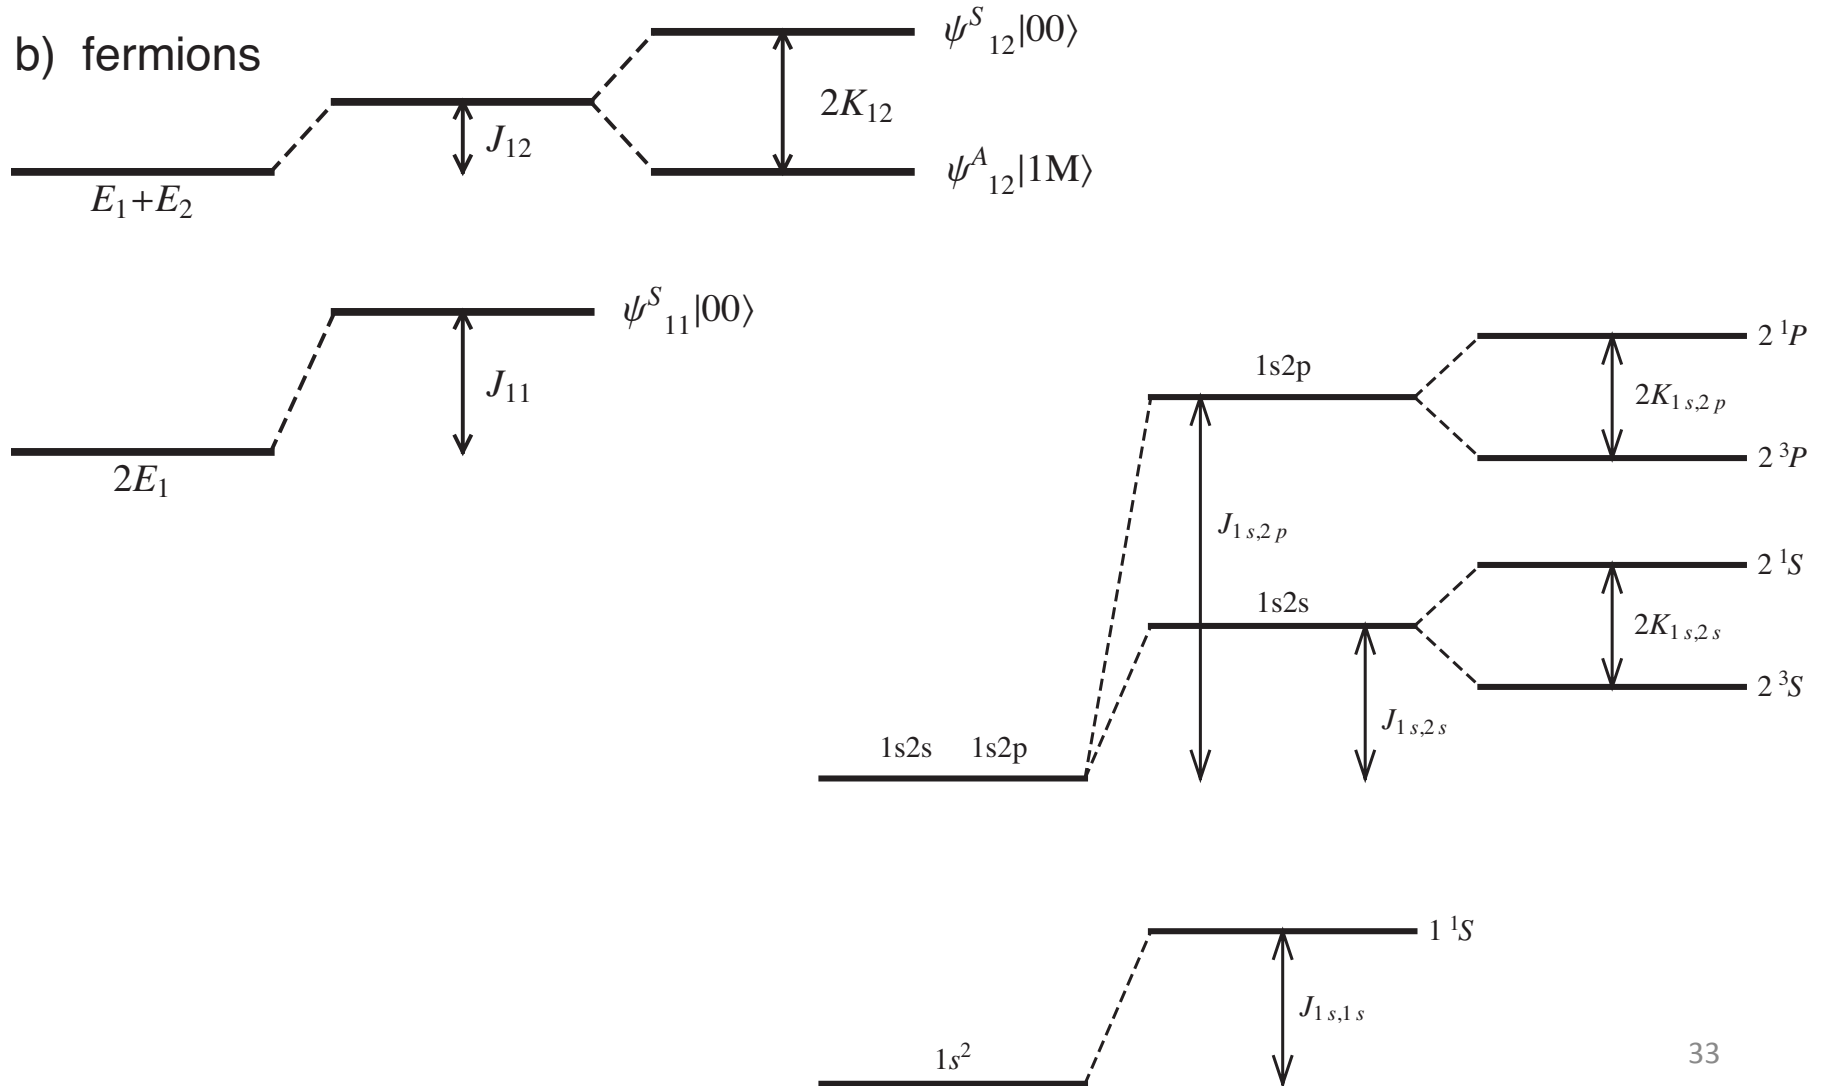 b) fermions
ψ^S_12|00⟩
2K_12
J_12
ψ^A_12|1M⟩
E_1+E_2
ψ^S_11|00⟩
J_11
2E_1
2 ^1P
1s2p
2K_1s,2p
2 ^3P
J_1s,2p
2 ^1S
1s2s
2K_1s,2s
2 ^3S
J_1s,2s
1s2s 1s2p
1 ^1S
J_1s,1s
1s^2
33